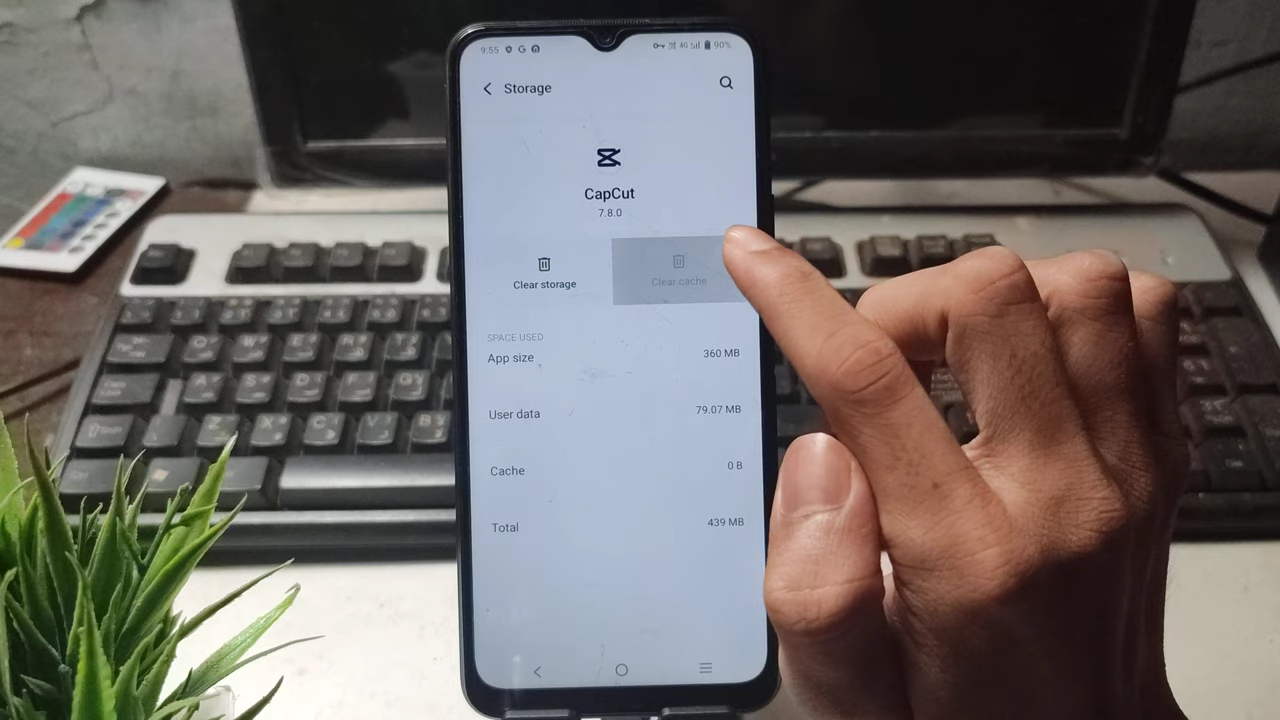 9:55 G 4G 90%
Storage
CapCut
7.8.0
Clear storage
Clear cache
SPACE USED
App size 360 MB
User data 79.07 MB
Cache 0 B
Total 439 MB